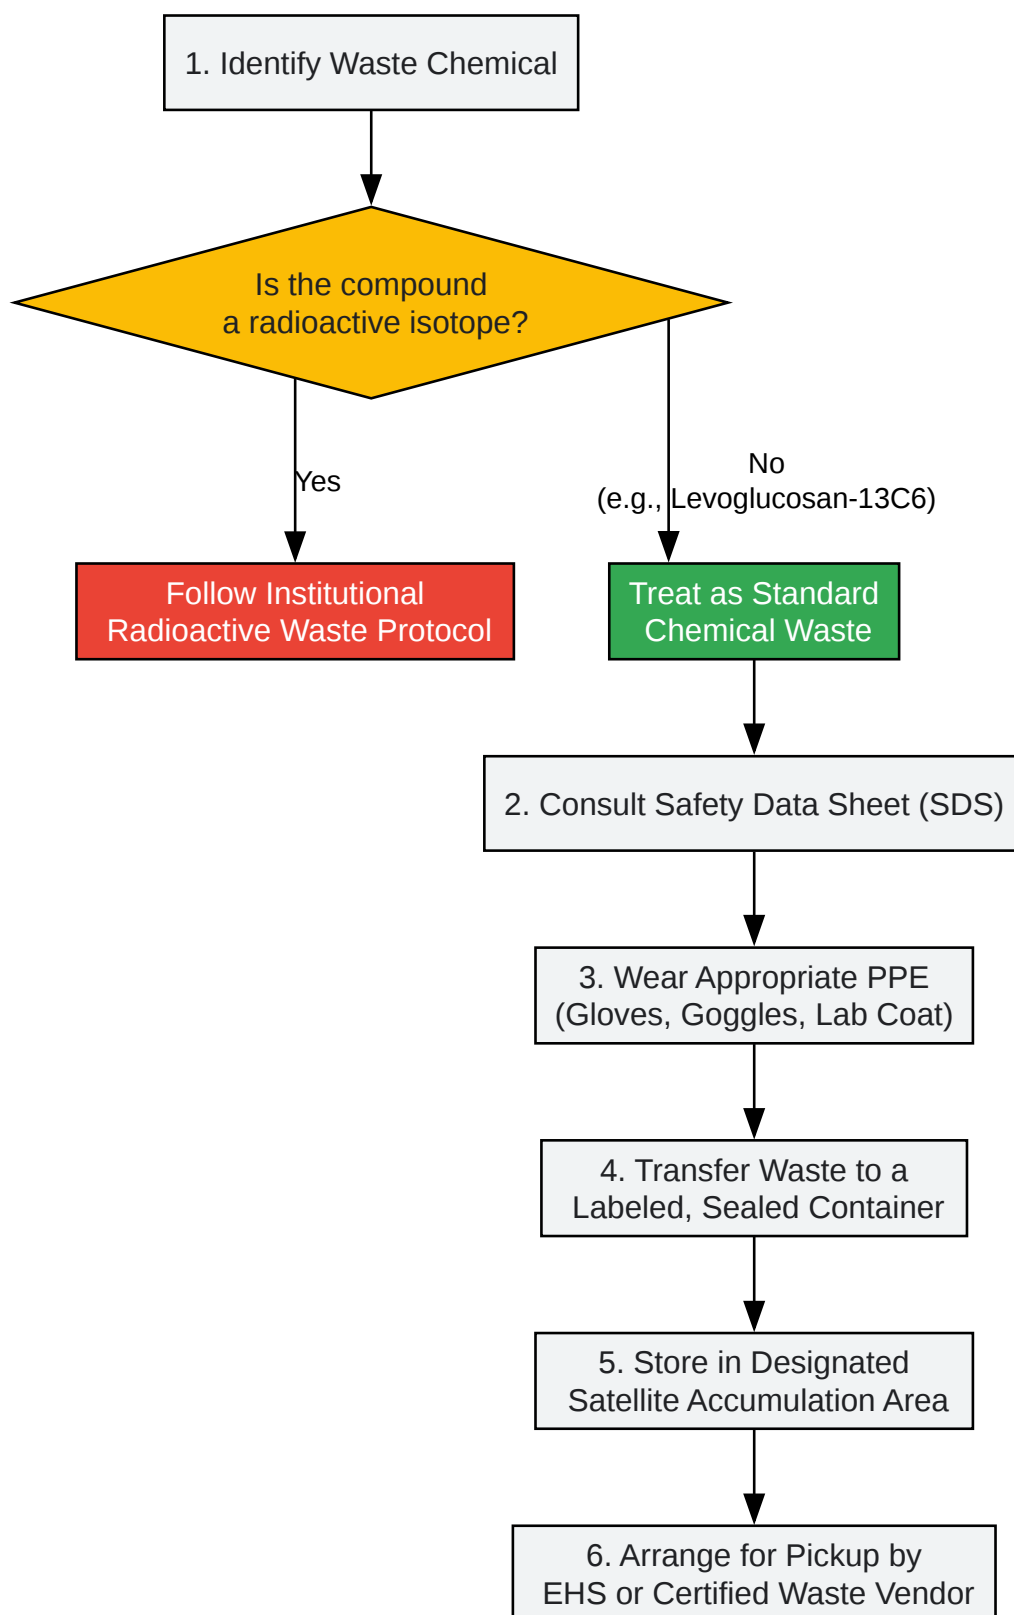 1. Identify Waste Chemical
Is the compound
a radioactive isotope?
Yes
No
(e.g., Levoglucosan-13C6)
Follow Institutional
Radioactive Waste Protocol
Treat as Standard
Chemical Waste
2. Consult Safety Data Sheet (SDS)
3. Wear Appropriate PPE
(Gloves, Goggles, Lab Coat)
4. Transfer Waste to a
Labeled, Sealed Container
5. Store in Designated
Satellite Accumulation Area
6. Arrange for Pickup by
EHS or Certified Waste Vendor